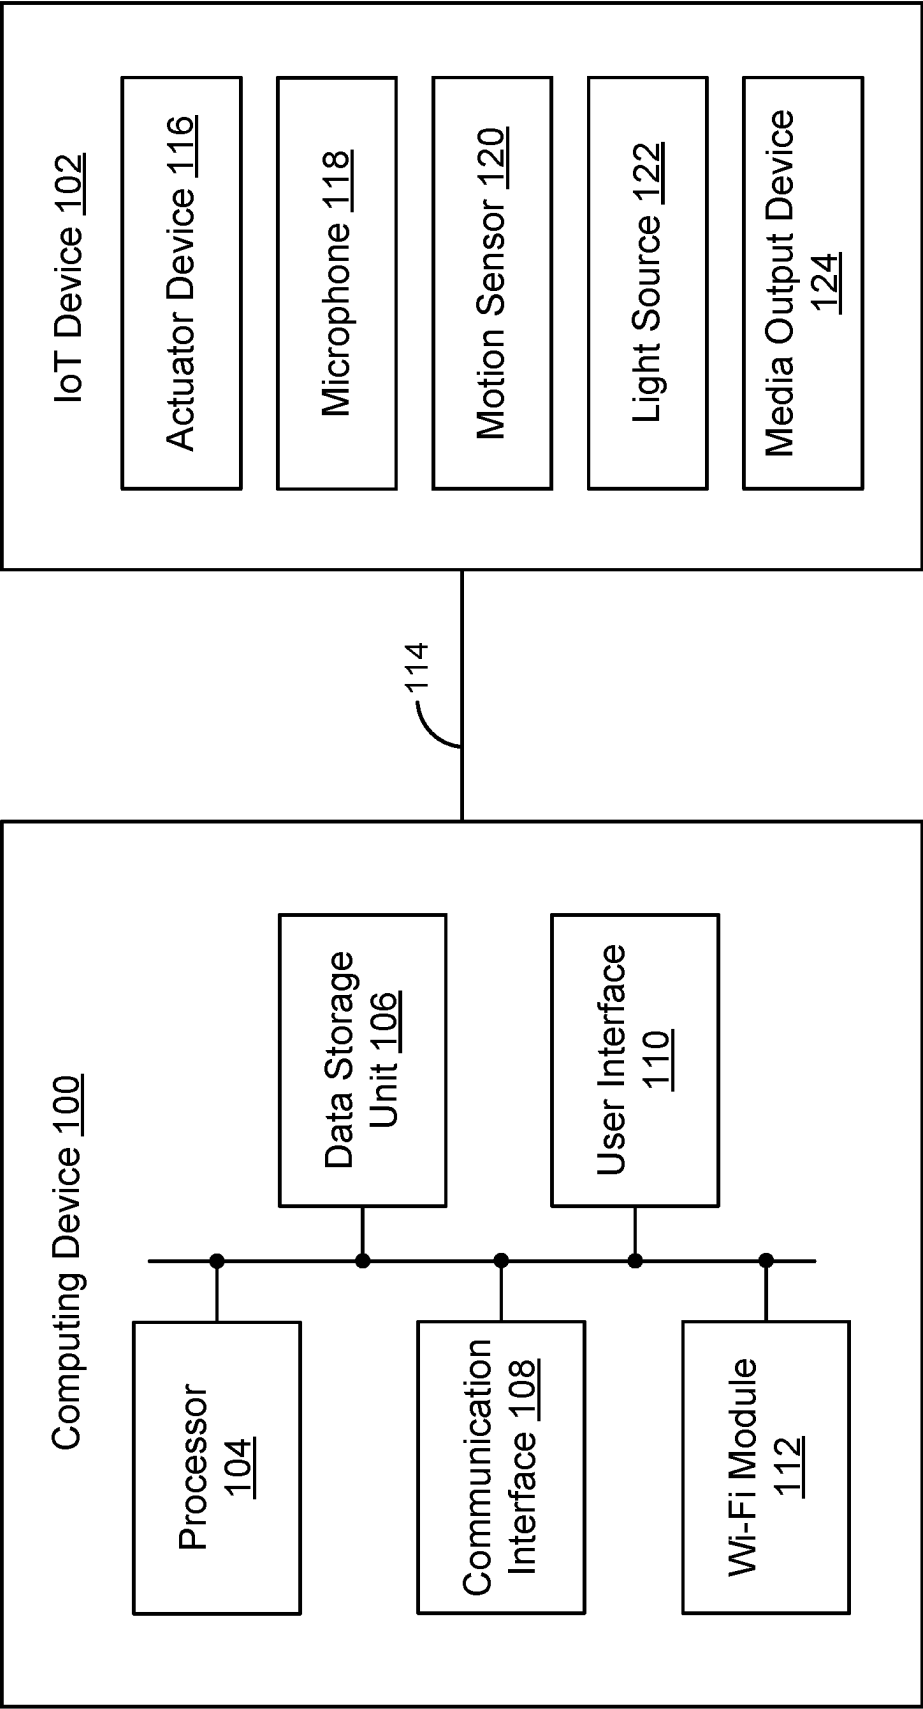 Computing Device 100
Processor
104
Data Storage
Unit 106
Communication
Interface 108
User Interface
110
Wi-Fi Module
112
114
IoT Device 102
Actuator Device 116
Microphone 118
Motion Sensor 120
Light Source 122
Media Output Device
124